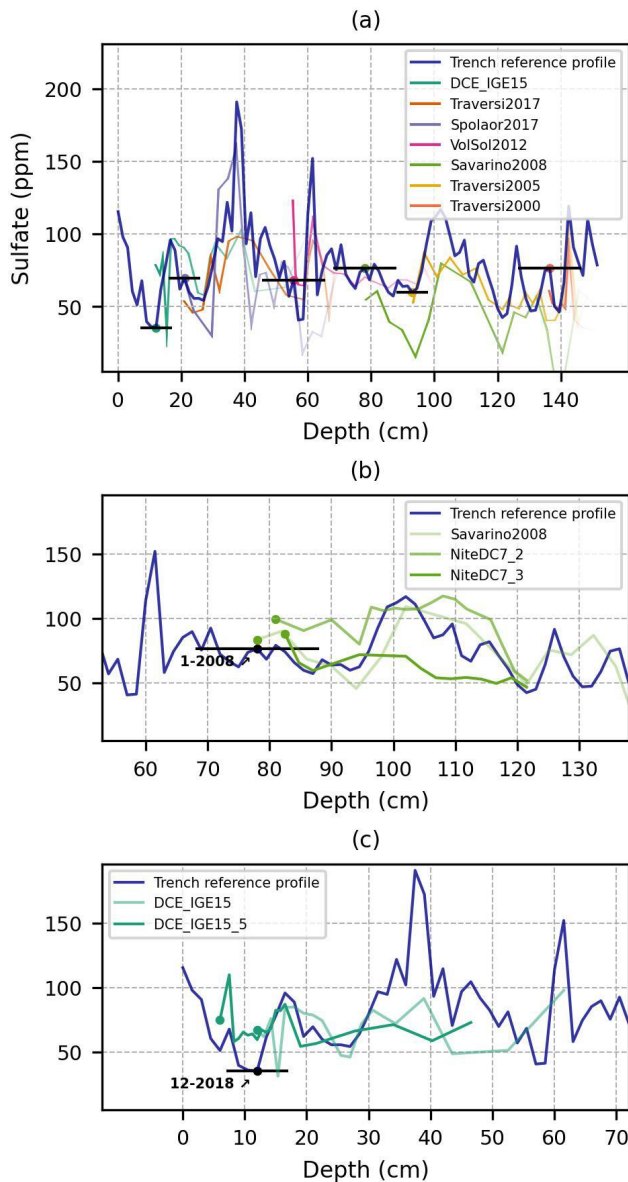 (a)
Sulfate (ppm)
200
150
100
50
Trench reference profile
DCE_IGE15
Traversi2017
Spolaor2017
VolSol2012
Savarino2008
Traversi2005
Traversi2000
0 20 40 60 80 100 120 140
Depth (cm)
(b)
150
100
50
Trench reference profile
Savarino2008
NiteDC7_2
NiteDC7_3
1-2008 ↗
60 70 80 90 100 110 120 130
Depth (cm)
(c)
150
100
50
Trench reference profile
DCE_IGE15
DCE_IGE15_5
12-2018 ↗
0 10 20 30 40 50 60 70
Depth (cm)